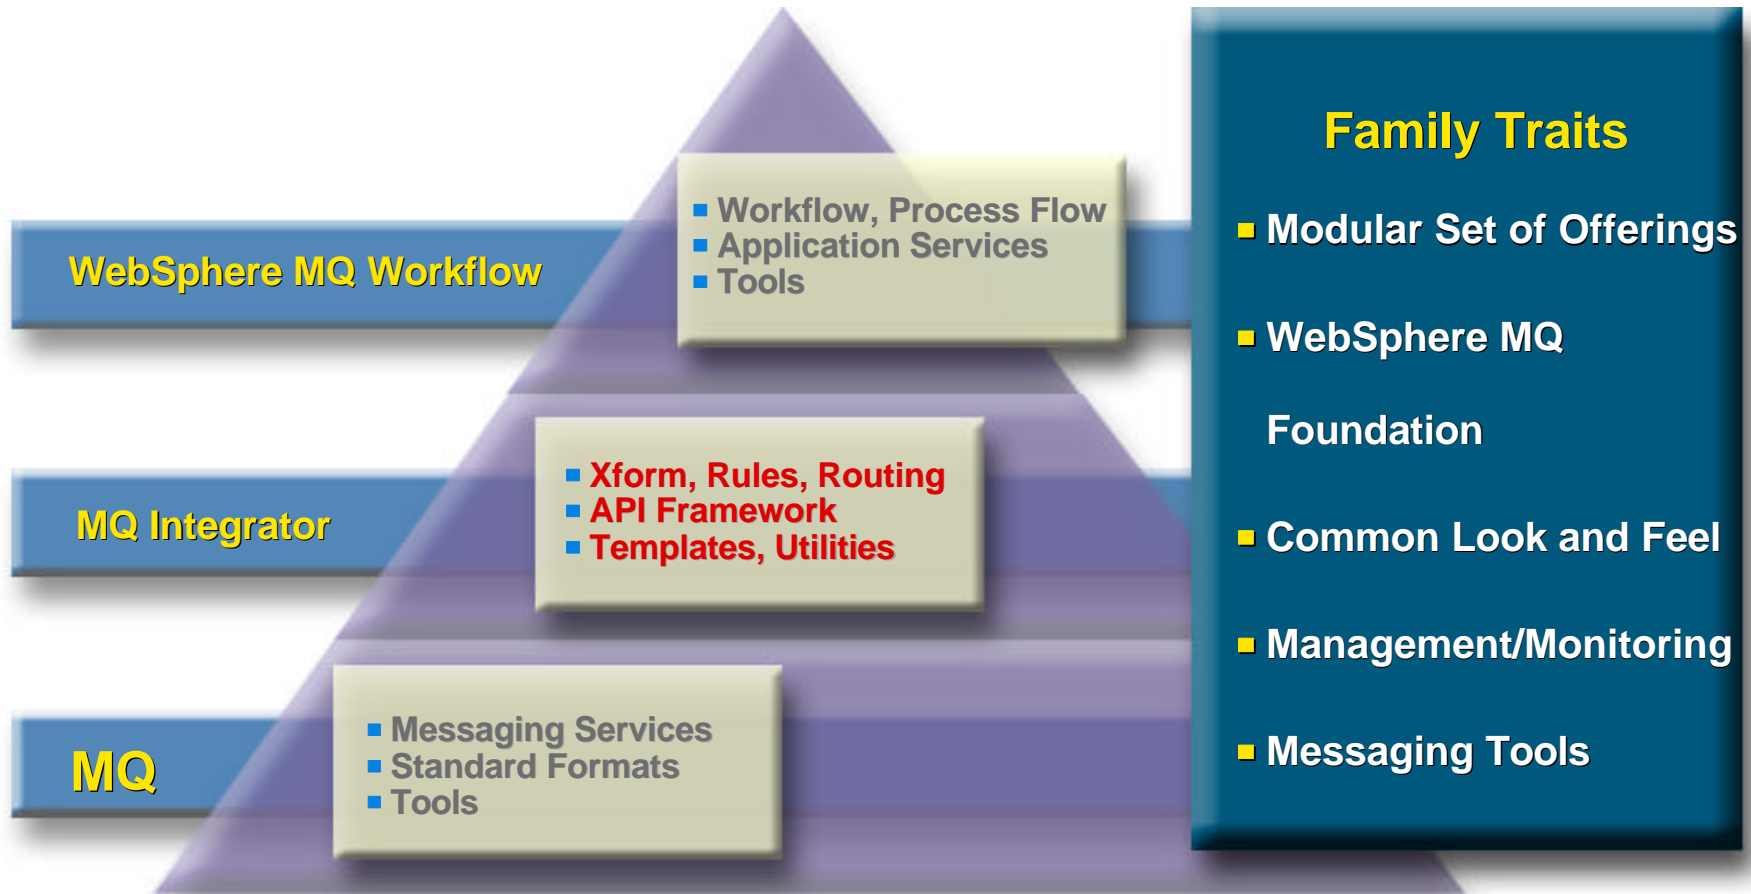 WebSphere MQ Workflow
Workflow, Process Flow
Application Services
Tools
MQ Integrator
Xform, Rules, Routing
API Framework
Templates, Utilities
MQ
Messaging Services
Standard Formats
Tools
Family Traits
Modular Set of Offerings
WebSphere MQ
Foundation
Common Look and Feel
Management/Monitoring
Messaging Tools